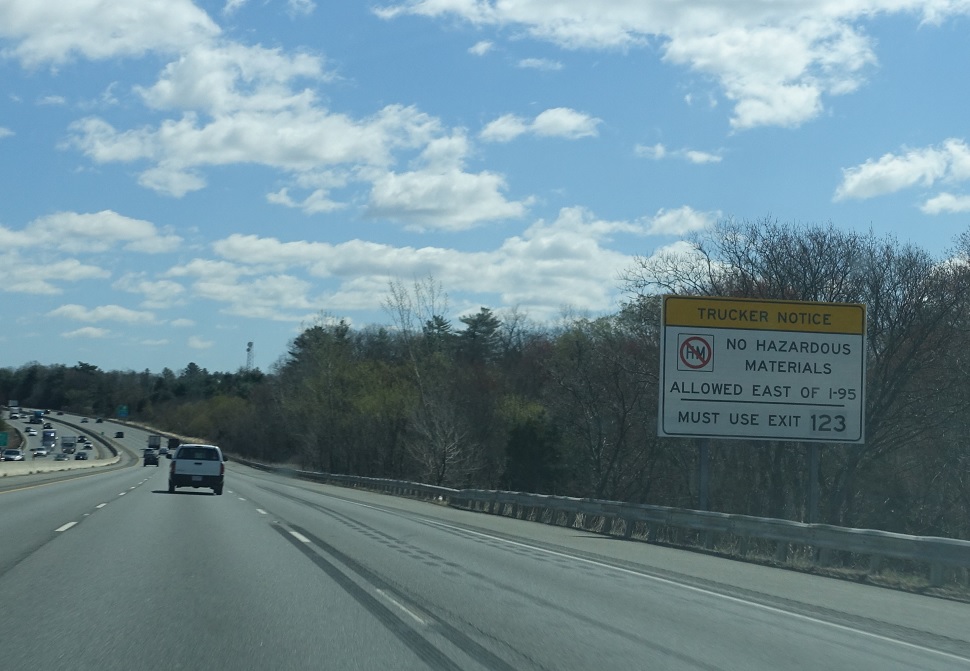 TRUCKER NOTICE
HM
NO HAZARDOUS
MATERIALS
ALLOWED EAST OF I-95
MUST USE EXIT 123